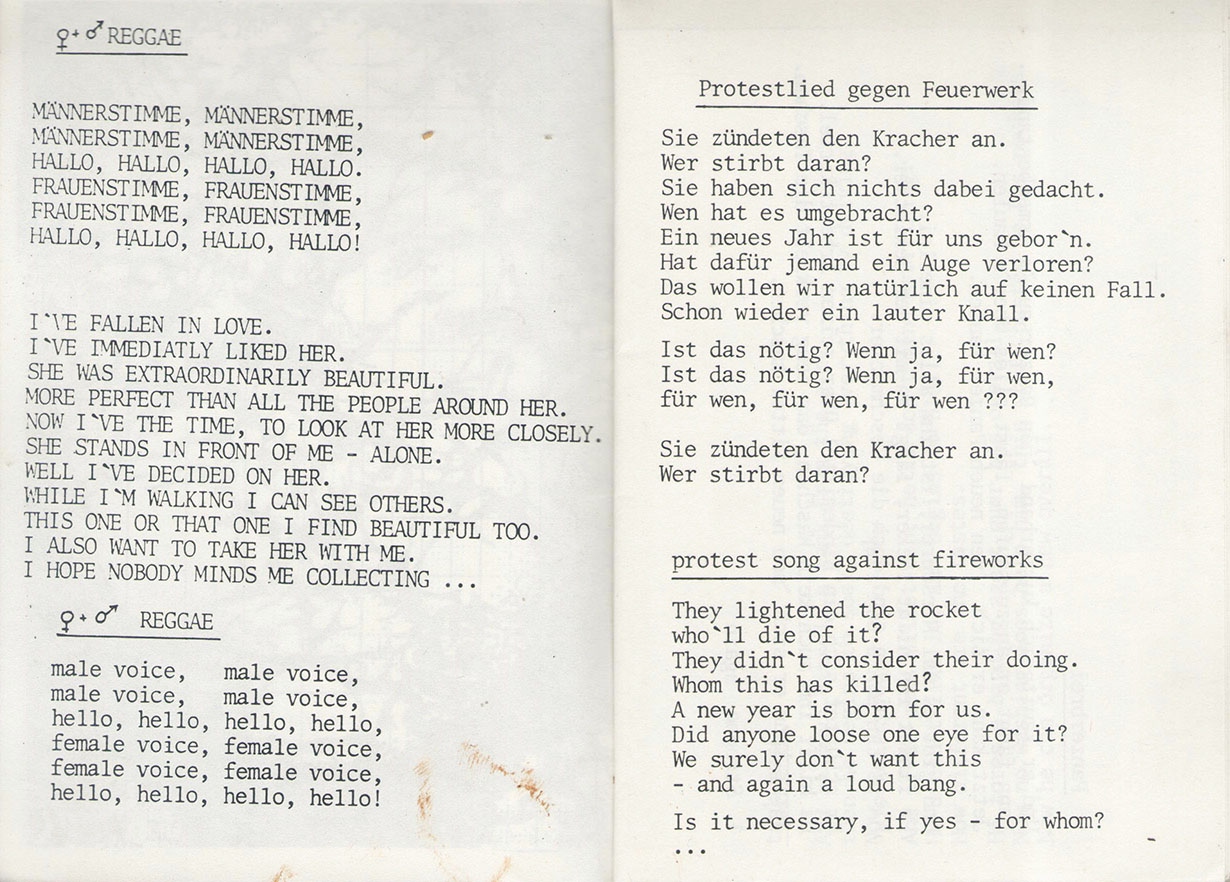 ♀+♂ REGGAE
MÄNNERSTIMME, MÄNNERSTIMME,
MÄNNERSTIMME, MÄNNERSTIMME,
HALLO, HALLO, HALLO, HALLO.
FRAUENSTIMME, FRAUENSTIMME,
FRAUENSTIMME, FRAUENSTIMME,
HALLO, HALLO, HALLO, HALLO!
I`VE FALLEN IN LOVE.
I`VE IMMEDIATLY LIKED HER.
SHE WAS EXTRAORDINARILY BEAUTIFUL.
MORE PERFECT THAN ALL THE PEOPLE AROUND HER.
NOW I`VE THE TIME, TO LOOK AT HER MORE CLOSELY.
SHE STANDS IN FRONT OF ME - ALONE.
WELL I`VE DECIDED ON HER.
WHILE I`M WALKING I CAN SEE OTHERS.
THIS ONE OR THAT ONE I FIND BEAUTIFUL TOO.
I ALSO WANT TO TAKE HER WITH ME.
I HOPE NOBODY MINDS ME COLLECTING ...
♀+♂ REGGAE
male voice, male voice,
male voice, male voice,
hello, hello, hello, hello,
female voice, female voice,
female voice, female voice,
hello, hello, hello, hello!
Protestlied gegen Feuerwerk
Sie zündeten den Kracher an.
Wer stirbt daran?
Sie haben sich nichts dabei gedacht.
Wen hat es umgebracht?
Ein neues Jahr ist für uns gebor`n.
Hat dafür jemand ein Auge verloren?
Das wollen wir natürlich auf keinen Fall.
Schon wieder ein lauter Knall.
Ist das nötig? Wenn ja, für wen?
Ist das nötig? Wenn ja, für wen,
für wen, für wen, für wen ???
Sie zündeten den Kracher an.
Wer stirbt daran?
protest song against fireworks
They lightened the rocket
who`ll die of it?
They didn`t consider their doing.
Whom this has killed?
A new year is born for us.
Did anyone loose one eye for it?
We surely don`t want this
- and again a loud bang.
Is it necessary, if yes - for whom?
...